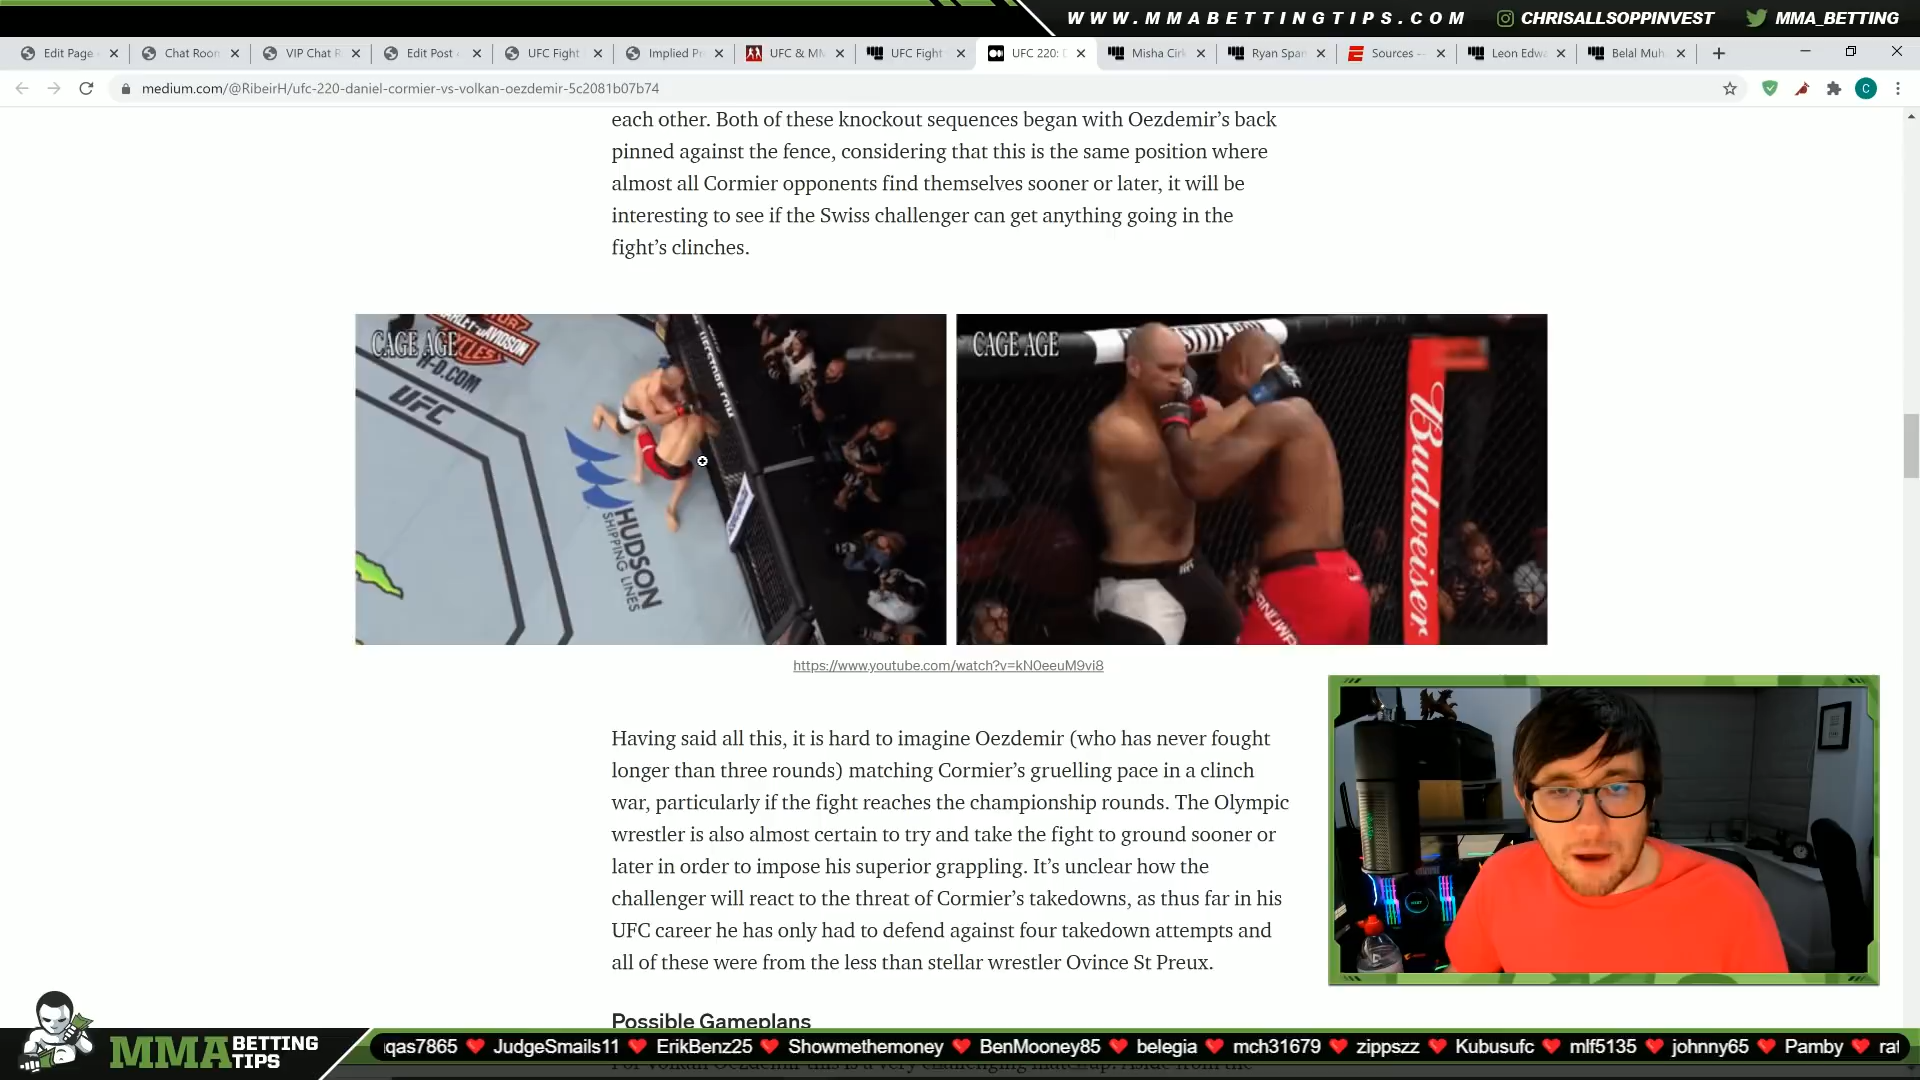 WWW.MMABETTINGTIPS.COM
CHRISALLSOPPINVEST
MMA_BETTING
Edit Page
Chat Room
VIP Chat R
Edit Post
UFC Fight
Implied Pr
UFC & MM
UFC Fight
UFC 220: D
Misha Cirk
Ryan Span
Sources —
Leon Edwa
Belal Muh
medium.com/@RibeirH/ufc-220-daniel-cormier-vs-volkan-oezdemir-5c2081b07b74
C
each other. Both of these knockout sequences began with Oezdemir’s back
pinned against the fence, considering that this is the same position where
almost all Cormier opponents find themselves sooner or later, it will be
interesting to see if the Swiss challenger can get anything going in the
fight’s clinches.
CAGE AGE
H-D.COM
UFC
HUDSON
SHIPPING LINES
CAGE AGE
Budweiser
https://www.youtube.com/watch?v=kN0eeuM9vi8
Having said all this, it is hard to imagine Oezdemir (who has never fought
longer than three rounds) matching Cormier’s gruelling pace in a clinch
war, particularly if the fight reaches the championship rounds. The Olympic
wrestler is also almost certain to try and take the fight to ground sooner or
later in order to impose his superior grappling. It’s unclear how the
challenger will react to the threat of Cormier’s takedowns, as thus far in his
UFC career he has only had to defend against four takedown attempts and
all of these were from the less than stellar wrestler Ovince St Preux.
Possible Gameplans
MMA BETTING TIPS
qas7865 ❤ JudgeSmails11 ❤ ErikBenz25 ❤ Showmethemoney ❤ BenMooney85 ❤ belegia ❤ mch31679 ❤ zippszz ❤ Kubusufc ❤ mlf5135 ❤ johnny65 ❤ Pamby ❤ rat